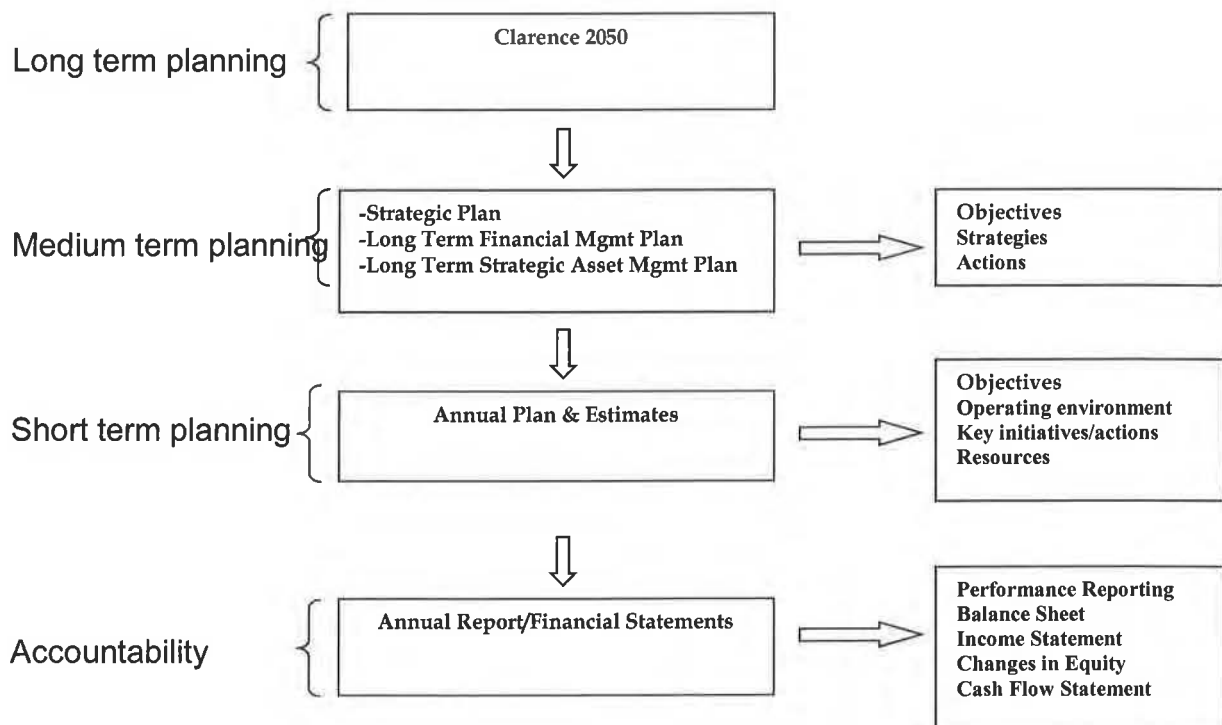 Long term planning
Clarence 2050
Medium term planning
-Strategic Plan
-Long Term Financial Mgmt Plan
-Long Term Strategic Asset Mgmt Plan
Objectives
Strategies
Actions
Short term planning
Annual Plan & Estimates
Objectives
Operating environment
Key initiatives/actions
Resources
Accountability
Annual Report/Financial Statements
Performance Reporting
Balance Sheet
Income Statement
Changes in Equity
Cash Flow Statement